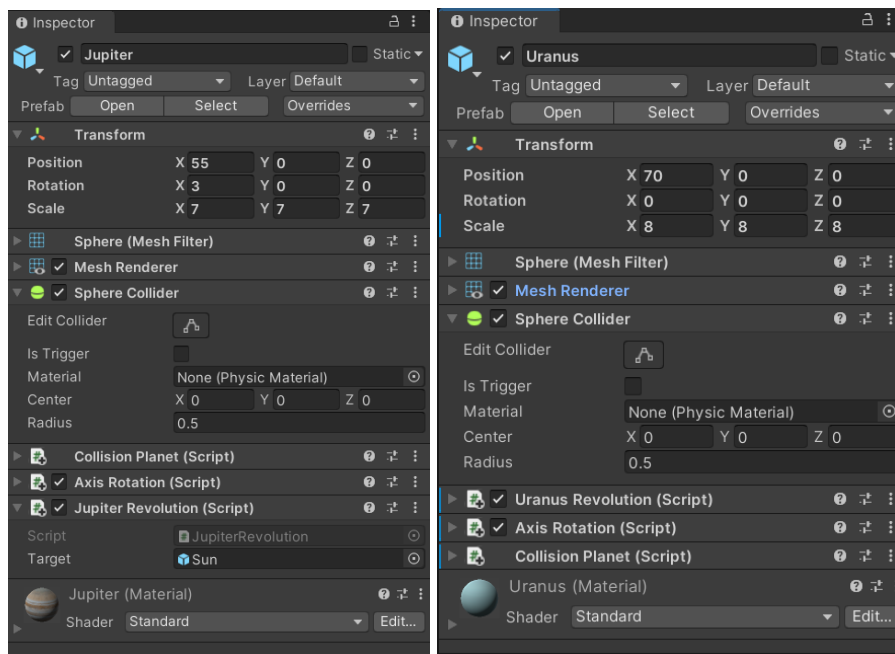 Inspector
Jupiter
Static
Tag Untagged Layer Default
Prefab Open Select Overrides
Transform
Position X 55 Y 0 Z 0
Rotation X 3 Y 0 Z 0
Scale X 7 Y 7 Z 7
Sphere (Mesh Filter)
Mesh Renderer
Sphere Collider
Edit Collider
Is Trigger
Material None (Physic Material)
Center X 0 Y 0 Z 0
Radius 0.5
Collision Planet (Script)
Axis Rotation (Script)
Jupiter Revolution (Script)
Script JupiterRevolution
Target Sun
Jupiter (Material)
Shader Standard Edit...
Inspector
Uranus
Static
Tag Untagged Layer Default
Prefab Open Select Overrides
Transform
Position X 70 Y 0 Z 0
Rotation X 0 Y 0 Z 0
Scale X 8 Y 8 Z 8
Sphere (Mesh Filter)
Mesh Renderer
Sphere Collider
Edit Collider
Is Trigger
Material None (Physic Material)
Center X 0 Y 0 Z 0
Radius 0.5
Uranus Revolution (Script)
Axis Rotation (Script)
Collision Planet (Script)
Uranus (Material)
Shader Standard Edit...